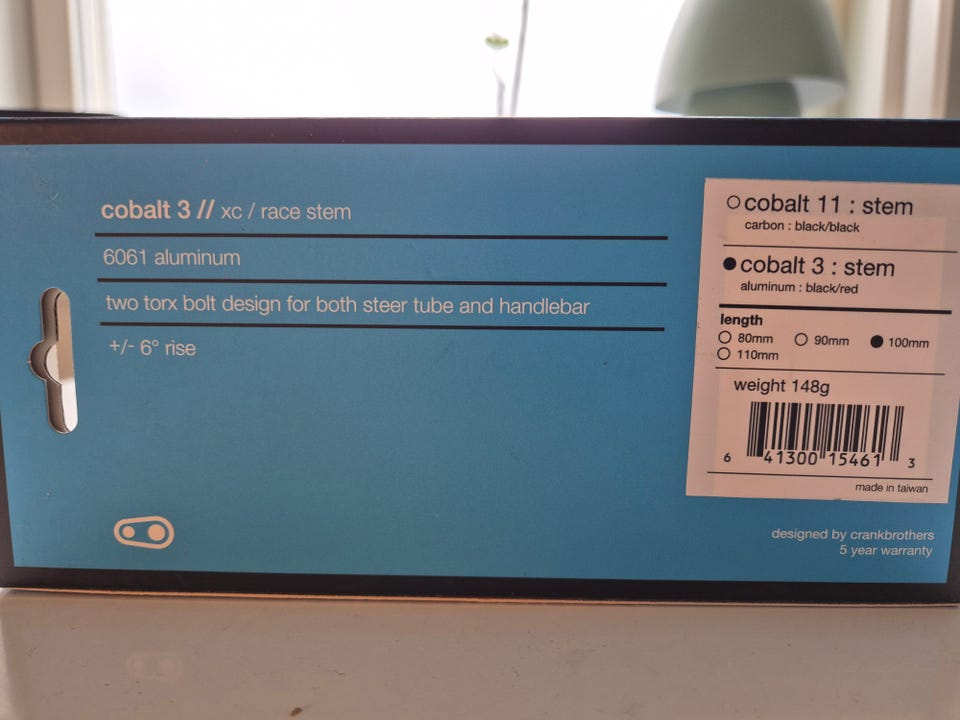 cobalt 3 // xc / race stem
6061 aluminum
two torx bolt design for both steer tube and handlebar
+/- 6° rise
cobalt 11 : stem
carbon : black/black
cobalt 3 : stem
aluminum : black/red
length
80mm 90mm 100mm
110mm
weight 148g
6 41300 15461 3
made in taiwan
designed by crankbrothers
5 year warranty